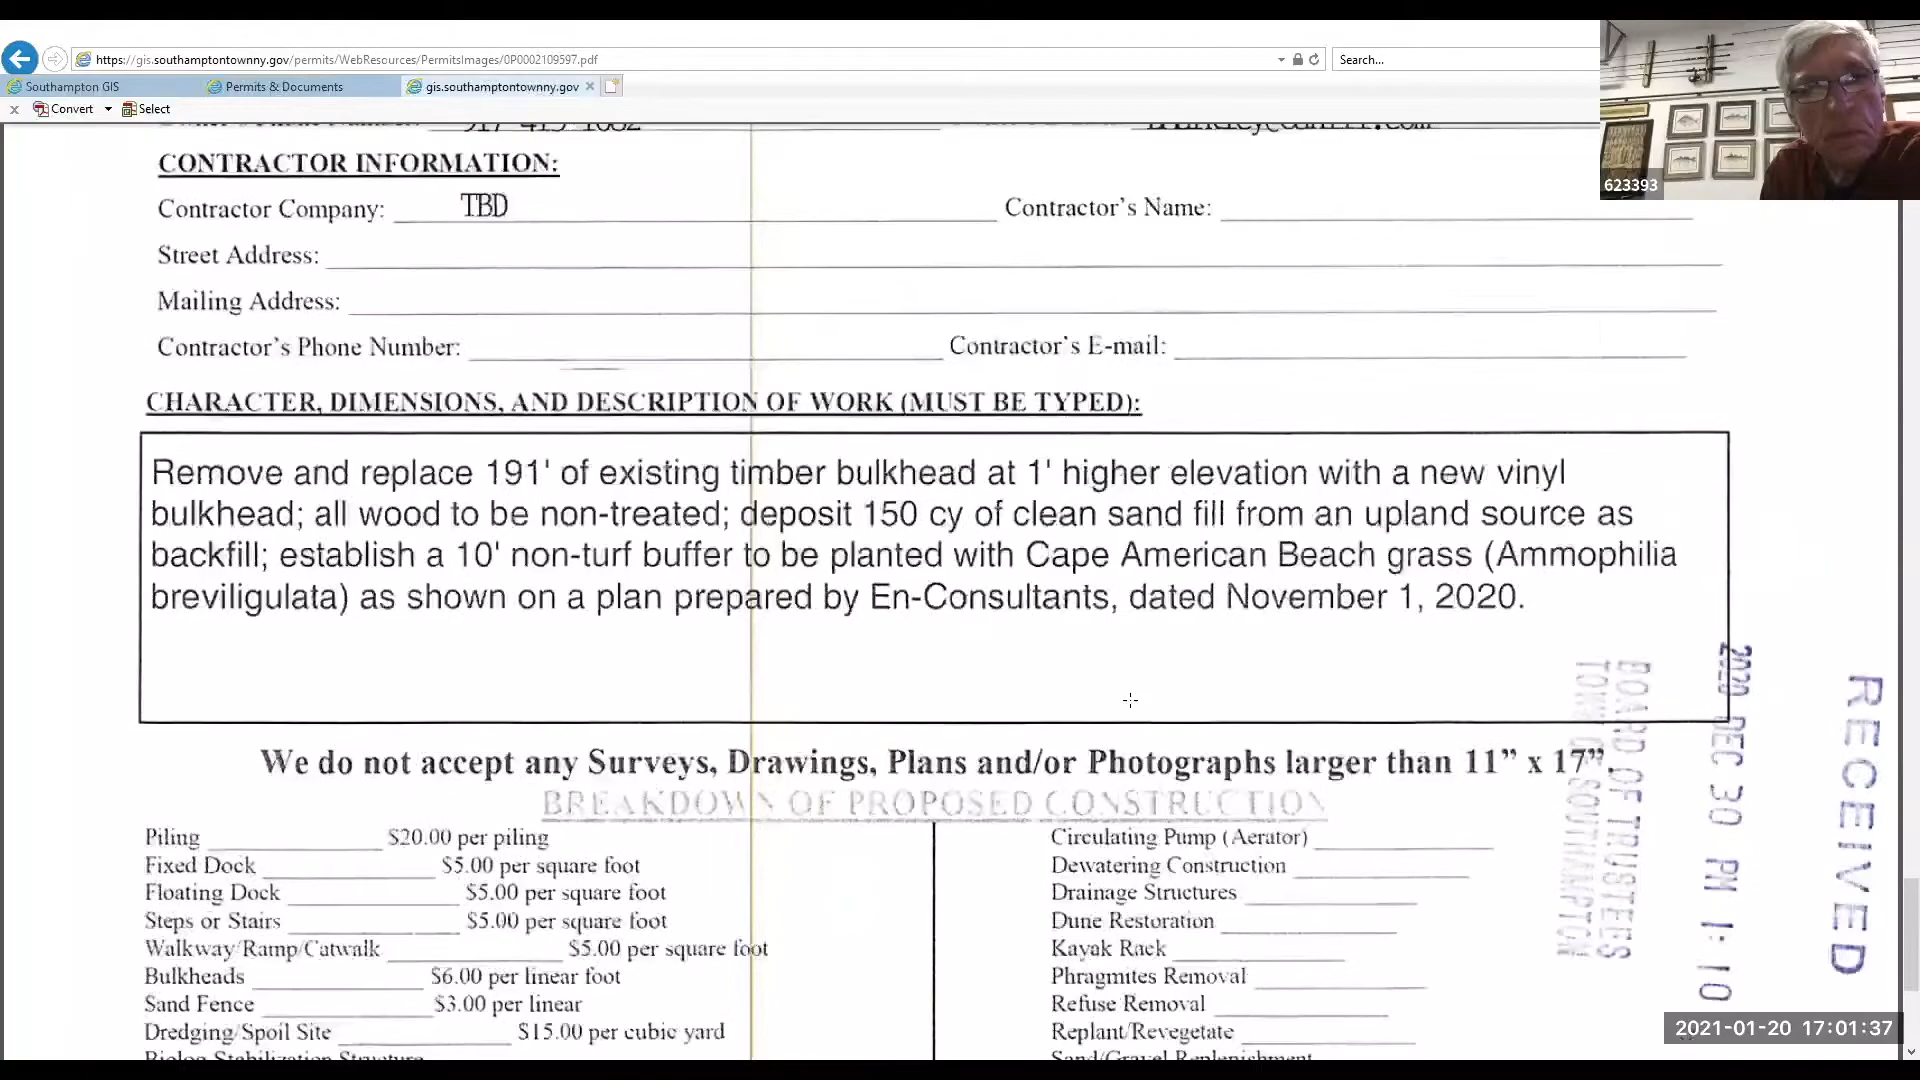 https://gis.southamptontownny.gov/permits/WebResources/PermitsImages/0P0002109597.pdf
Search...
Southampton GIS
Permits & Documents
gis.southamptontownny.gov
Convert
Select
623393
CONTRACTOR INFORMATION:
Contractor Company: TBD Contractor's Name:
Street Address:
Mailing Address:
Contractor's Phone Number: Contractor's E-mail:
CHARACTER, DIMENSIONS, AND DESCRIPTION OF WORK (MUST BE TYPED):
Remove and replace 191' of existing timber bulkhead at 1' higher elevation with a new vinyl
bulkhead; all wood to be non-treated; deposit 150 cy of clean sand fill from an upland source as
backfill; establish a 10' non-turf buffer to be planted with Cape American Beach grass (Ammophilia
breviligulata) as shown on a plan prepared by En-Consultants, dated November 1, 2020.
We do not accept any Surveys, Drawings, Plans and/or Photographs larger than 11” x 17”.
BREAKDOWN OF PROPOSED CONSTRUCTION
Piling $20.00 per piling
Fixed Dock $5.00 per square foot
Floating Dock $5.00 per square foot
Steps or Stairs $5.00 per square foot
Walkway/Ramp/Catwalk $5.00 per square foot
Bulkheads $6.00 per linear foot
Sand Fence $3.00 per linear
Dredging/Spoil Site $15.00 per cubic yard
Circulating Pump (Aerator)
Dewatering Construction
Drainage Structures
Dune Restoration
Kayak Rack
Phragmites Removal
Refuse Removal
Replant/Revegetate
Sand/Gravel Replenishment
RECEIVED
2020 DEC 30 PM 1:10
BOARD OF TRUSTEES
TOWN OF SOUTHAMPTON
2021-01-20 17:01:37